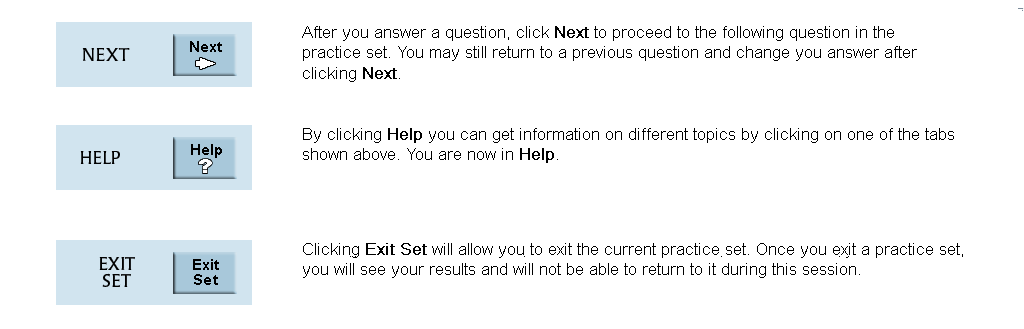 NEXT
Next
After you answer a question, click Next to proceed to the following question in the
practice set. You may still return to a previous question and change you answer after
clicking Next.
HELP
Help
?
By clicking Help you can get information on different topics by clicking on one of the tabs
shown above. You are now in Help.
EXIT
SET
Exit
Set
Clicking Exit Set will allow you to exit the current practice set. Once you exit a practice set,
you will see your results and will not be able to return to it during this session.